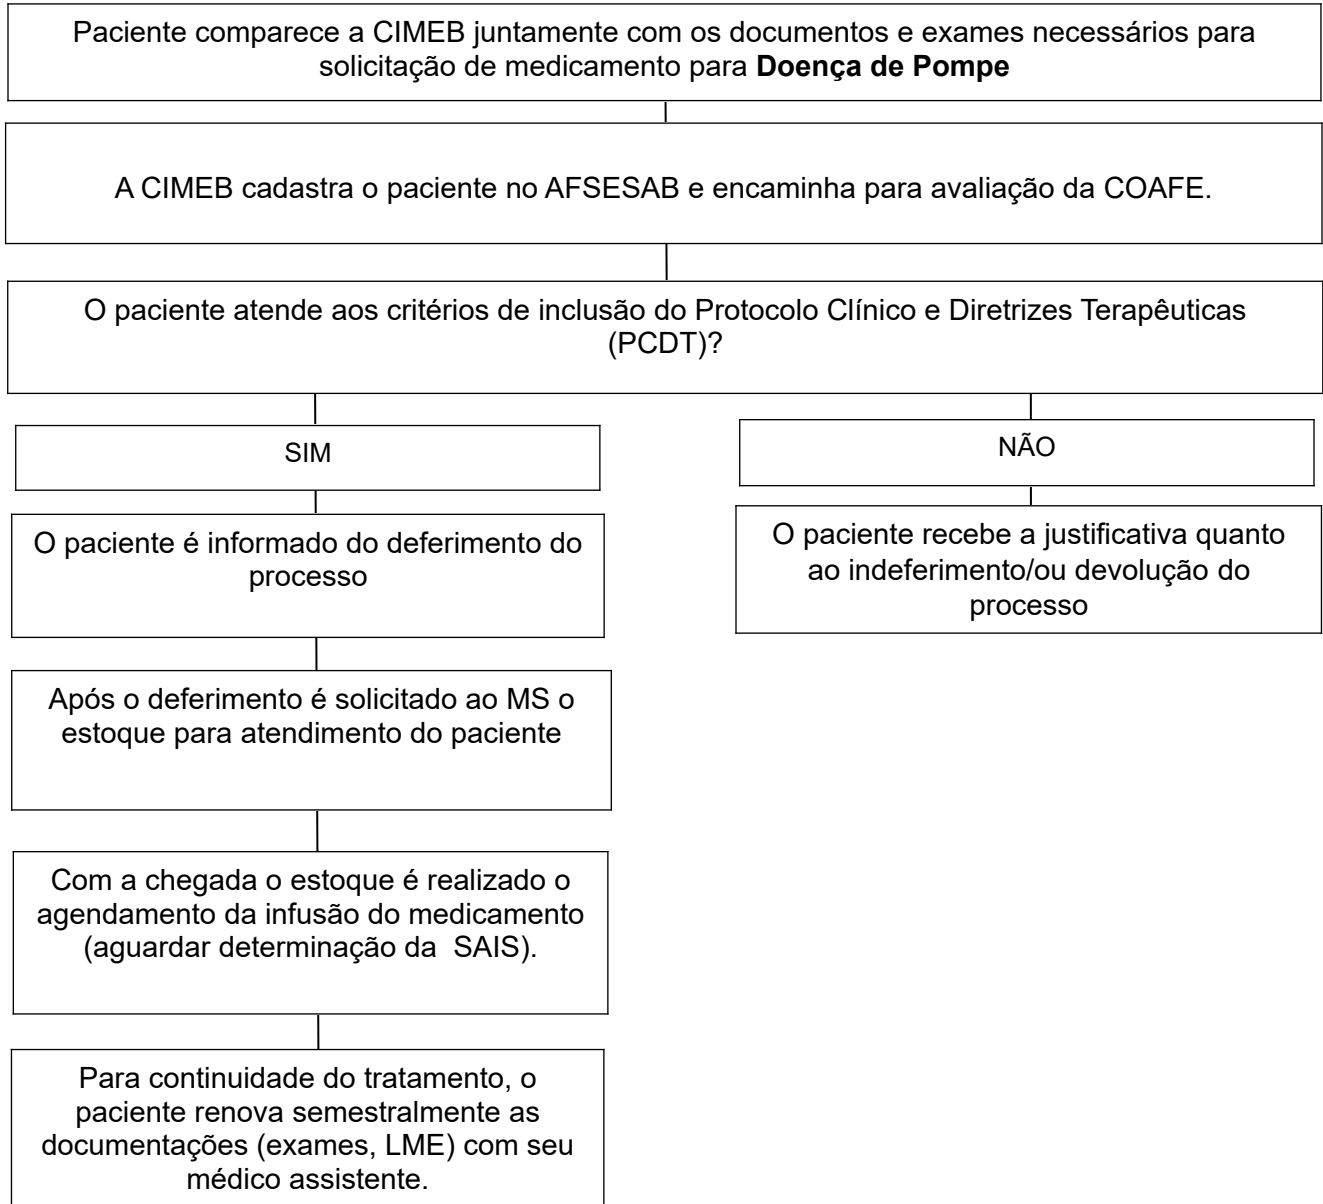 Paciente comparece a CIMEB juntamente com os documentos e exames necessários para
solicitação de medicamento para Doença de Pompe
A CIMEB cadastra o paciente no AFSESAB e encaminha para avaliação da COAFE.
O paciente atende aos critérios de inclusão do Protocolo Clínico e Diretrizes Terapêuticas
(PCDT)?
SIM
O paciente é informado do deferimento do
processo
Após o deferimento é solicitado ao MS o
estoque para atendimento do paciente
Com a chegada o estoque é realizado o
agendamento da infusão do medicamento
(aguardar determinação da  SAIS).
Para continuidade do tratamento, o
paciente renova semestralmente as
documentações (exames, LME) com seu
médico assistente.
NÃO
O paciente recebe a justificativa quanto
ao indeferimento/ou devolução do
processo